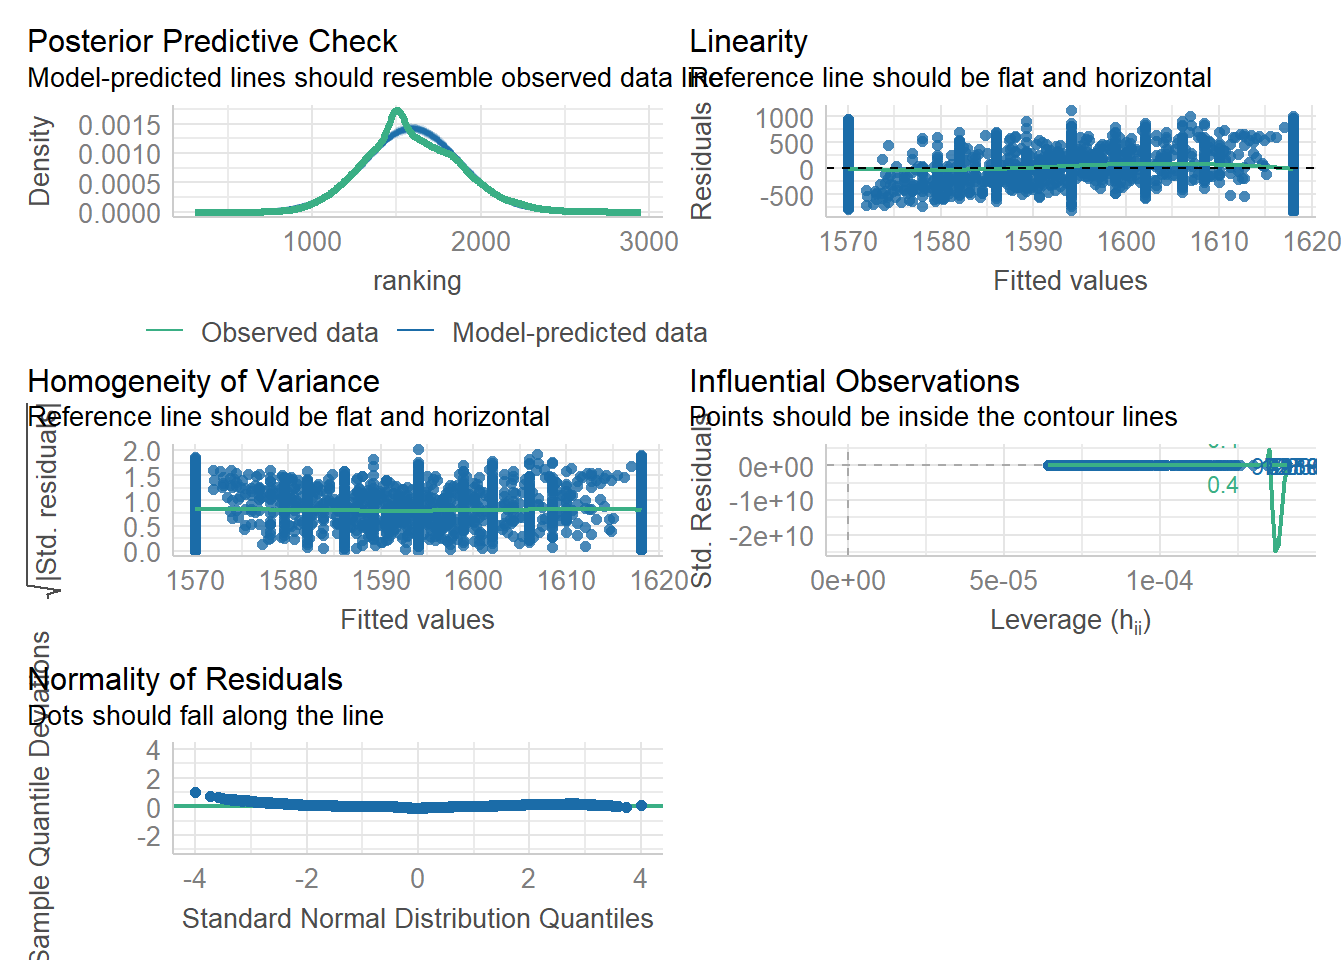 Posterior Predictive Check
Model-predicted lines should resemble observed data line
Density
0.0015
0.0010
0.0005
0.0000
1000
2000
3000
ranking
Observed data
Model-predicted data
Linearity
Reference line should be flat and horizontal
Residuals
1000
500
0
-500
1570
1580
1590
1600
1610
1620
Fitted values
Homogeneity of Variance
Reference line should be flat and horizontal
√|Std. residuals|
2.0
1.5
1.0
0.5
0.0
1570
1580
1590
1600
1610
1620
Fitted values
Influential Observations
Points should be inside the contour lines
Std. Residuals
0e+00
-1e+10
-2e+10
0.4
0e+00
5e-05
1e-04
Leverage (hii)
Normality of Residuals
Dots should fall along the line
Sample Quantile Deviations
4
2
0
-2
-4
-2
0
2
4
Standard Normal Distribution Quantiles